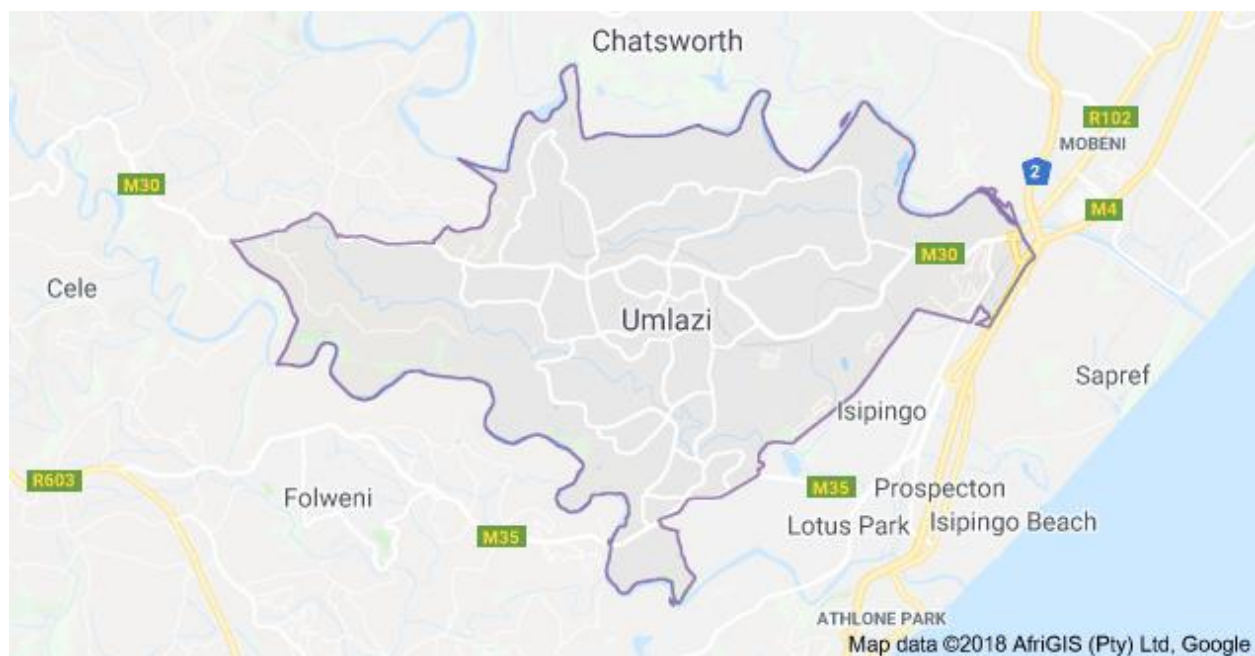 Chatsworth
R102
MOBENI
2
M30
M4
M30
Cele
Umlazi
Sapref
Isipingo
R603
M35
Prospecton
Folweni
Lotus Park
Isipingo Beach
M35
ATHLONE PARK
Map data ©2018 AfriGIS (Pty) Ltd, Google